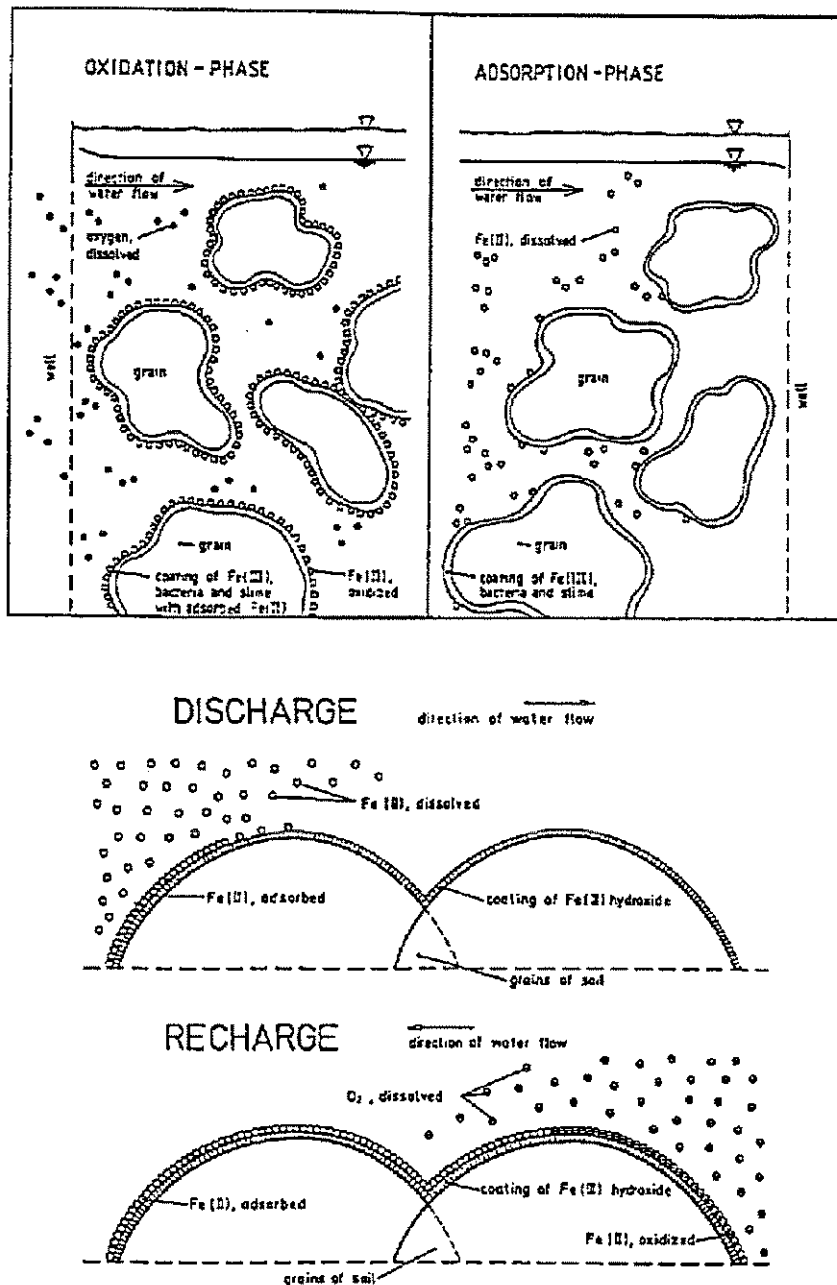 OXIDATION - PHASE
direction of
water flow
oxygen,
dissolved
well
grain
grain
coating of Fe(III),
bacteria and slime
with adsorbed Fe(II)
Fe(II),
oxidized
ADSORPTION - PHASE
direction of
water flow
Fe(II), dissolved
grain
well
grain
coating of Fe(III),
bacteria and slime
DISCHARGE
direction of water flow
Fe (II), dissolved
Fe(II), adsorbed
coating of Fe(III) hydroxide
grains of soil
RECHARGE
direction of water flow
O₂, dissolved
Fe(II), adsorbed
coating of Fe(III) hydroxide
Fe(II), oxidized
grains of soil